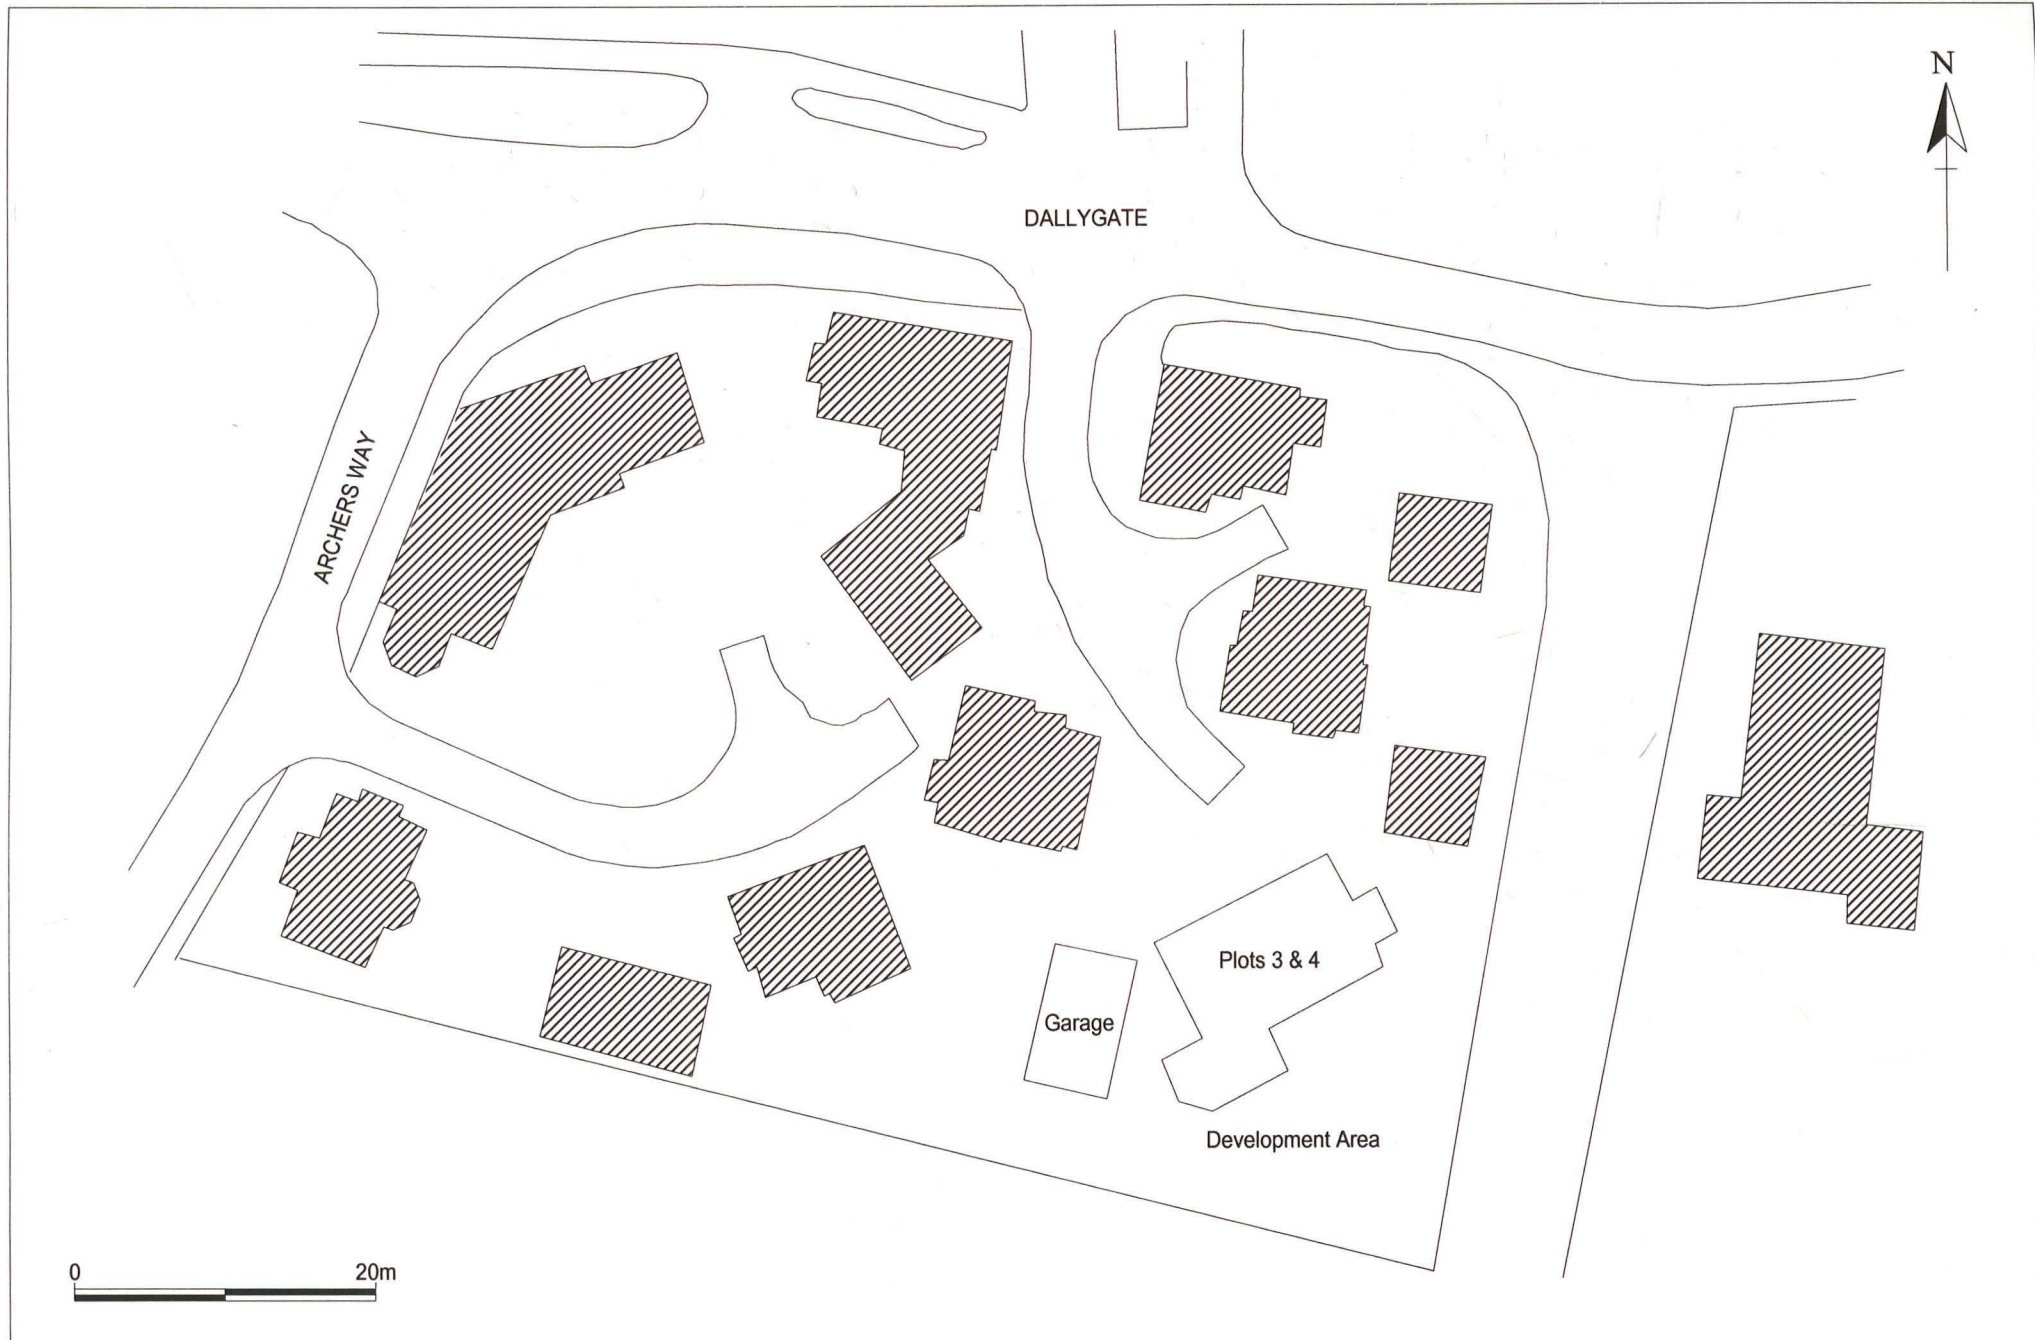 N
DALLYGATE
ARCHERS WAY
Plots 3 & 4
Garage
Development Area
0 20m